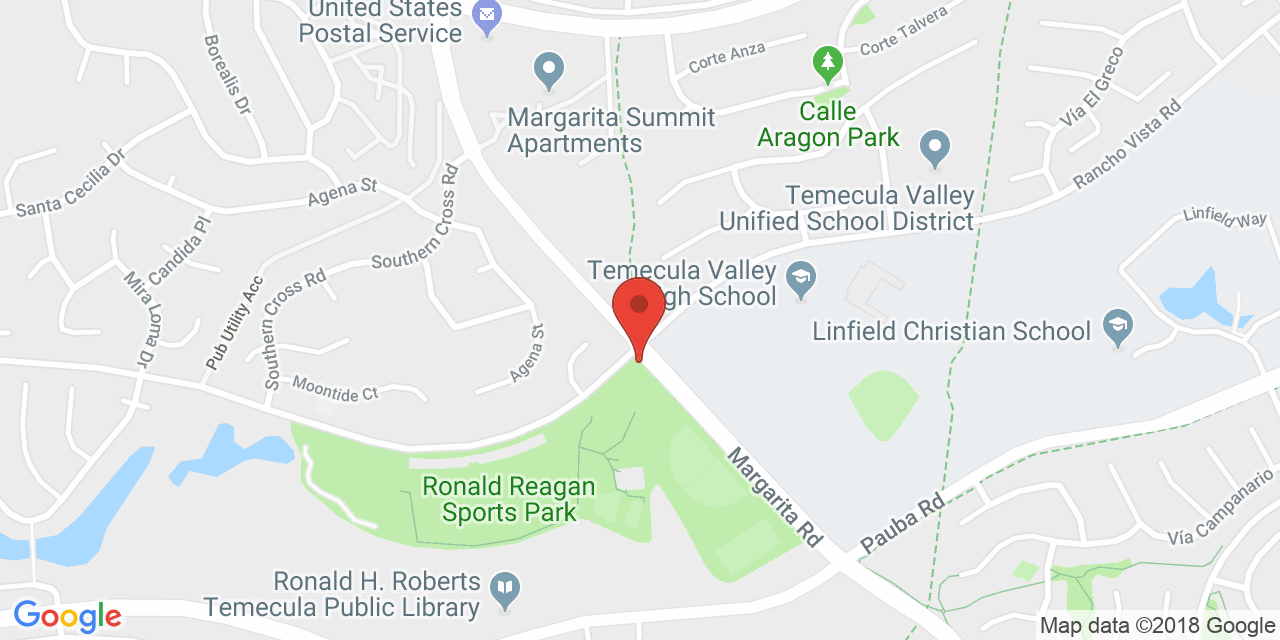 United States
Postal Service
Borealis Dr
Corte Anza
Corte Talvera
Margarita Summit
Apartments
Calle
Aragon Park
Vía El Greco
Rancho Vista Rd
Santa Cecilia Dr
Agena St
Southern Cross Rd
Temecula Valley
Unified School District
Linfield Way
Candida Pl
Mira Loma Dr
Pub Utility Acc
Southern Cross Rd
Southern Cross Rd
Temecula Valley
School
Linfield Christian School
Agena St
Moontide Ct
Ronald Reagan
Sports Park
Margarita Rd
Pauba Rd
Vía Campanario
Ronald H. Roberts
Temecula Public Library
Google
Map data ©2018 Google